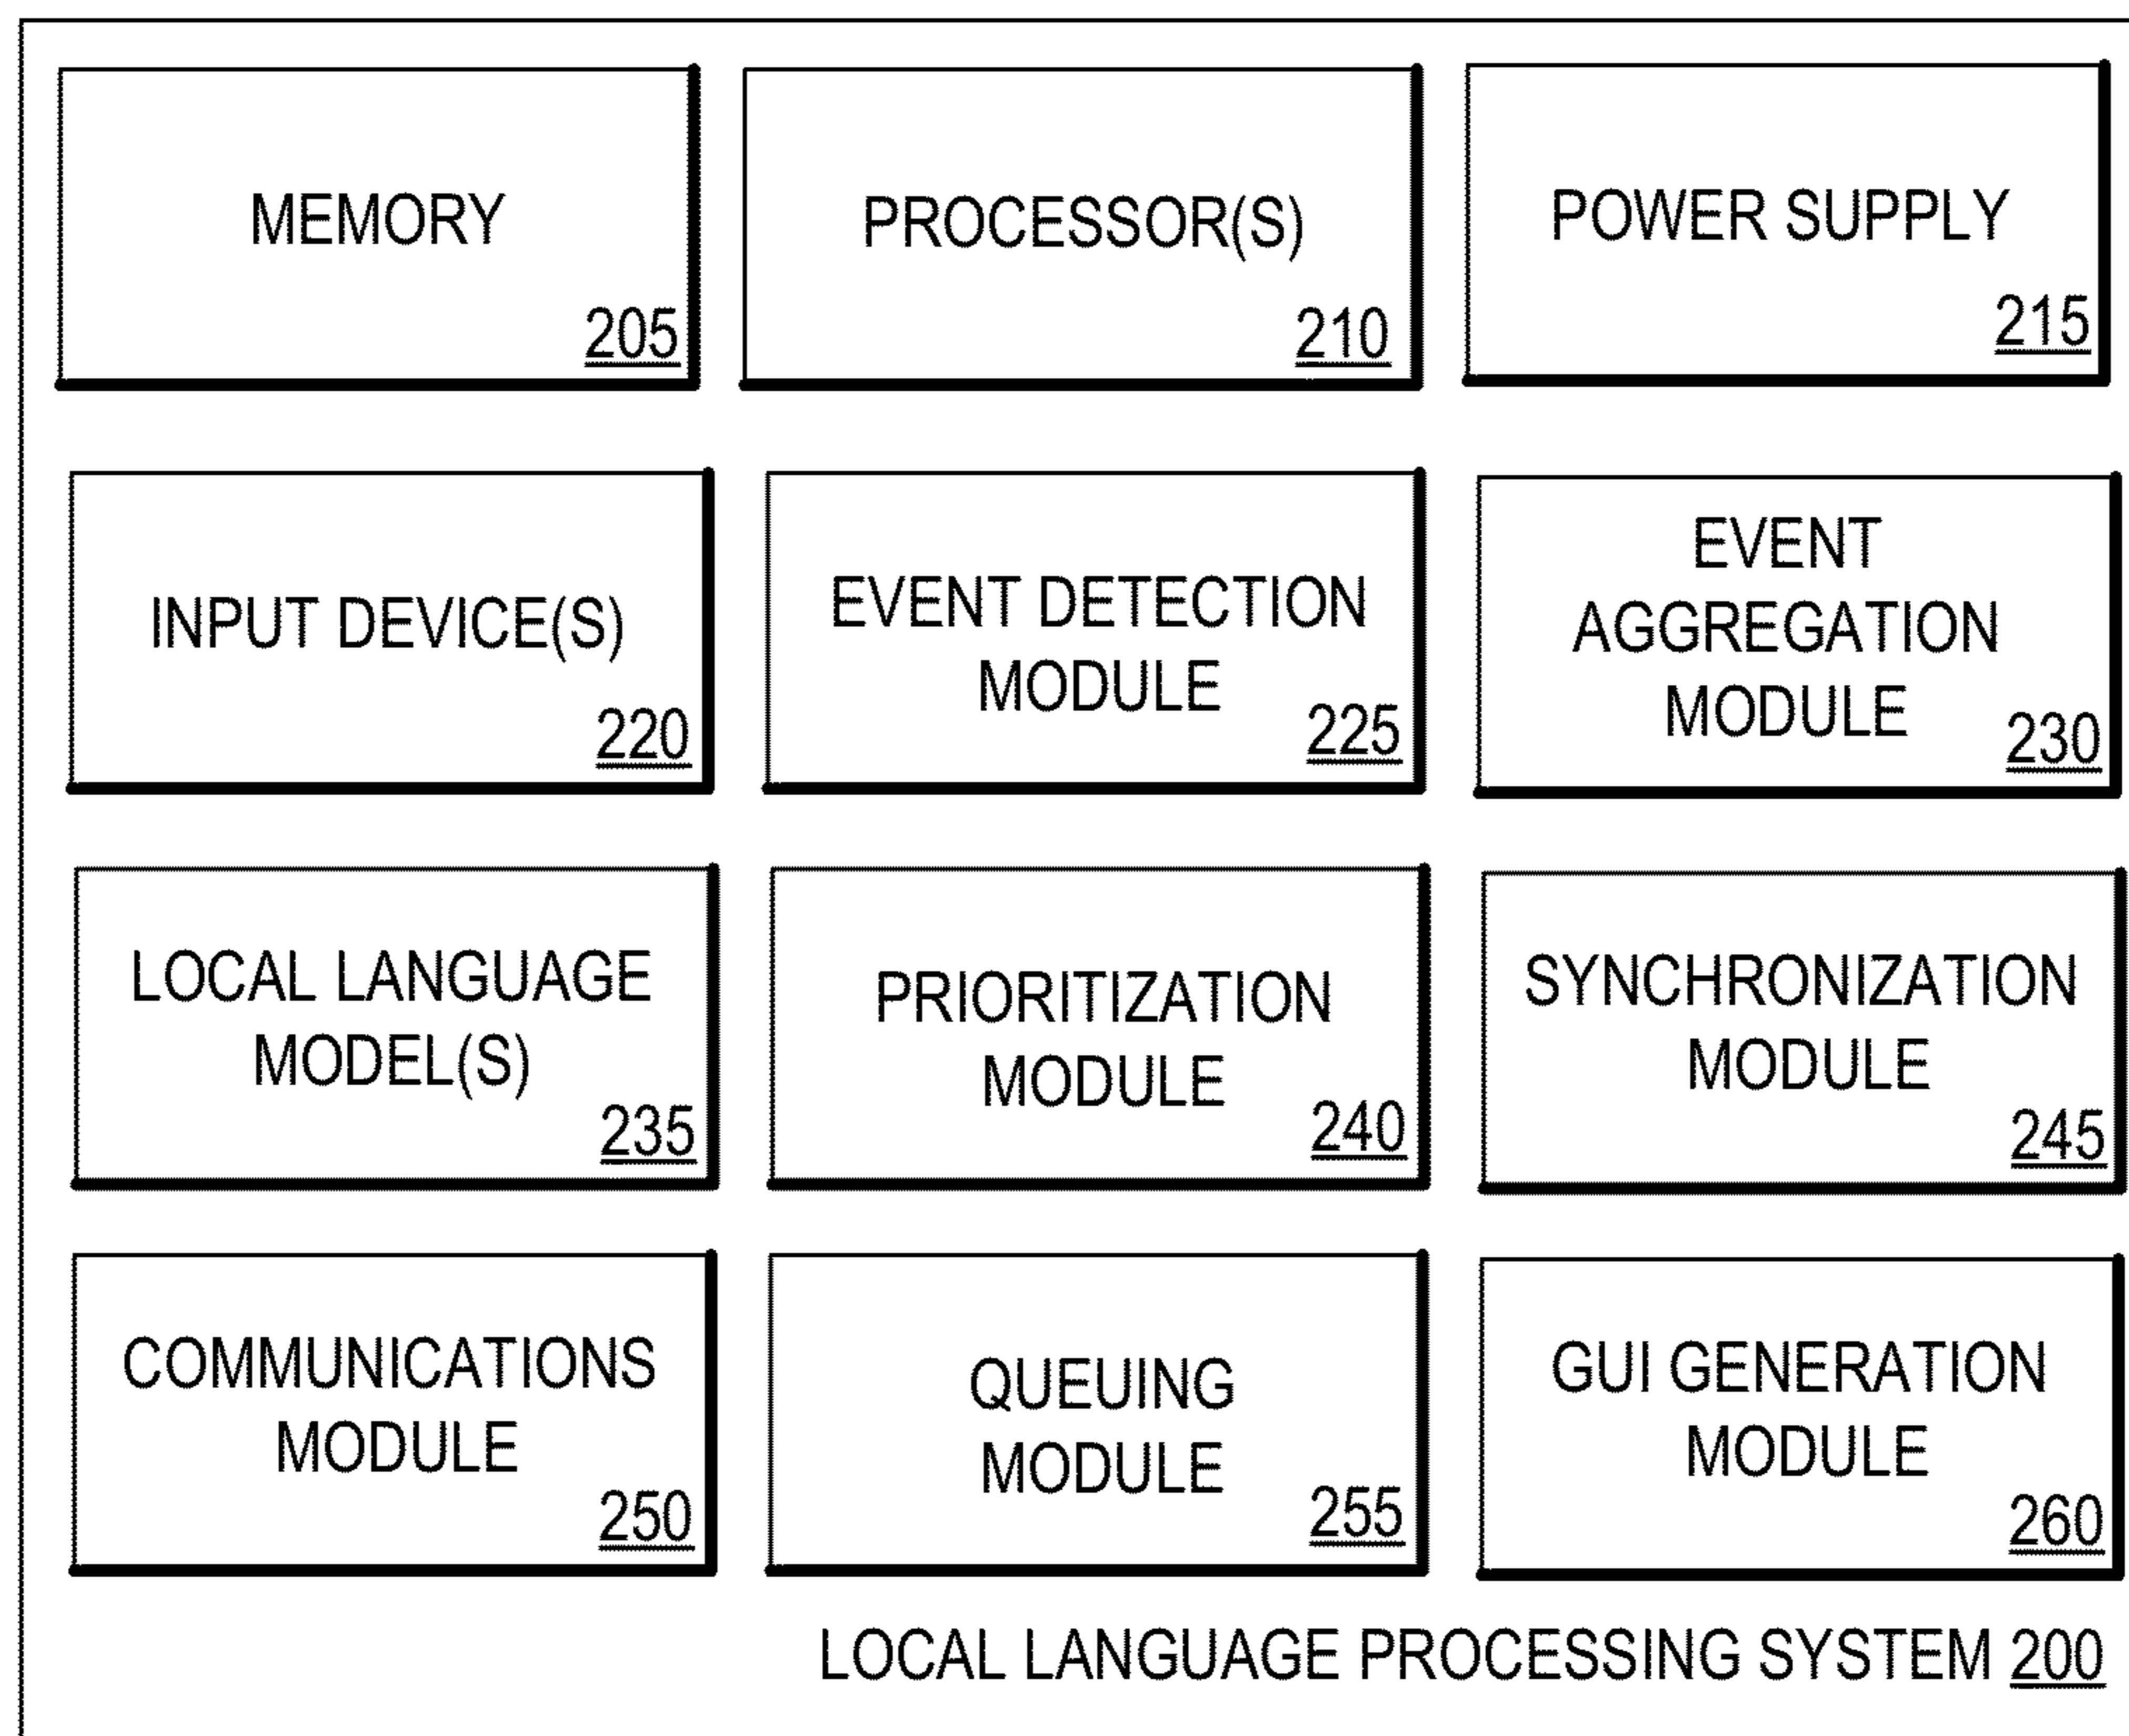 MEMORY
205
PROCESSOR(S)
210
POWER SUPPLY
215
INPUT DEVICE(S)
220
EVENT DETECTION
MODULE
225
EVENT
AGGREGATION
MODULE
230
LOCAL LANGUAGE
MODEL(S)
235
PRIORITIZATION
MODULE
240
SYNCHRONIZATION
MODULE
245
COMMUNICATIONS
MODULE
250
QUEUING
MODULE
255
GUI GENERATION
MODULE
260
LOCAL LANGUAGE PROCESSING SYSTEM 200